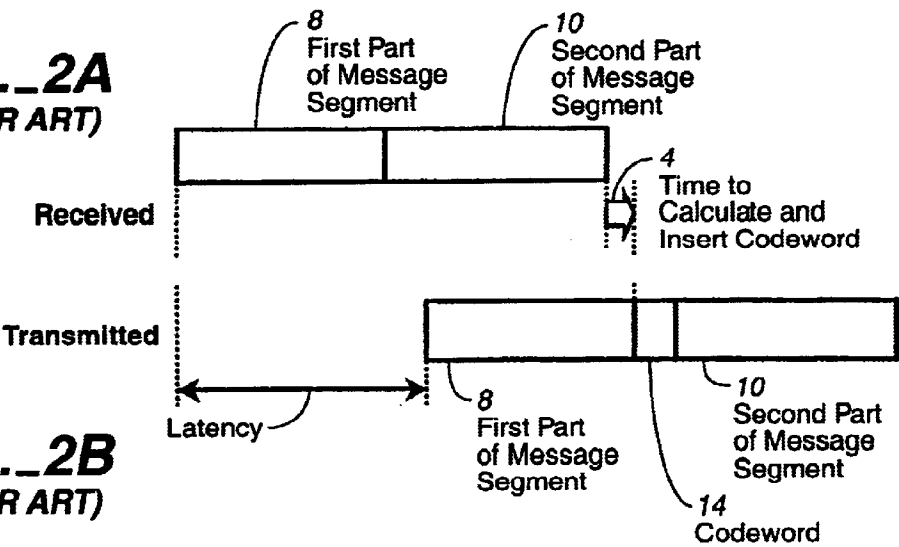 ._2A
R ART)
8
First Part
of Message
Segment
10
Second Part
of Message
Segment
4
Time to
Calculate and
Insert Codeword
Received
Transmitted
Latency
8
First Part
of Message
Segment
14
Codeword
10
Second Part
of Message
Segment
._2B
R ART)